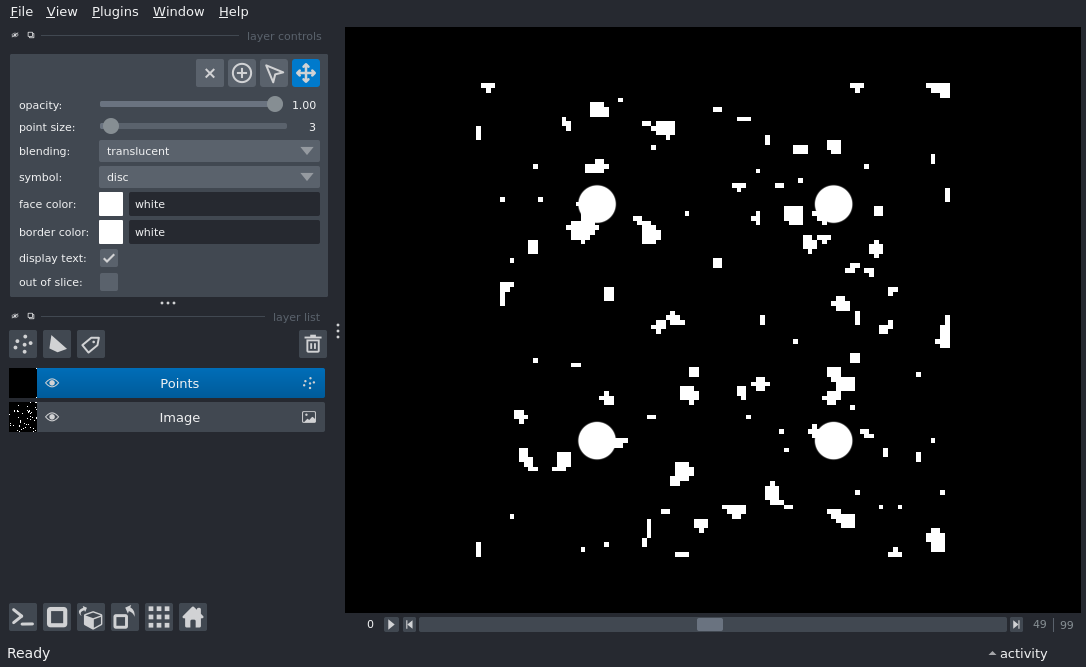 File View Plugins Window Help
layer controls
opacity: 1.00
point size: 3
blending: translucent
symbol: disc
face color: white
border color: white
display text:
out of slice:
layer list
Points
Image
0 49 99
Ready activity